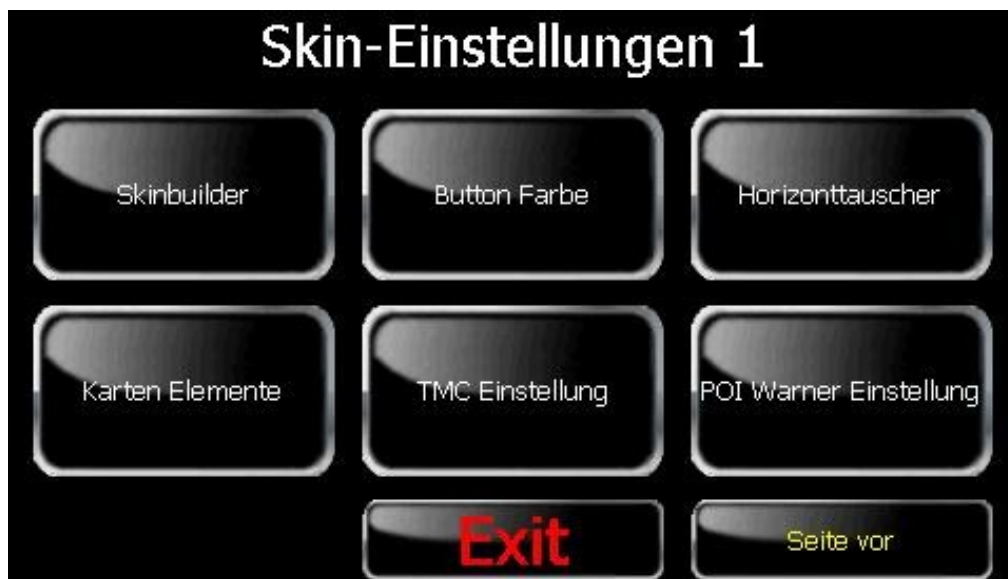 Skin-Einstellungen 1
Skinbuilder
Button Farbe
Horizonttauscher
Karten Elemente
TMC Einstellung
POI Warner Einstellung
Exit
Seite vor